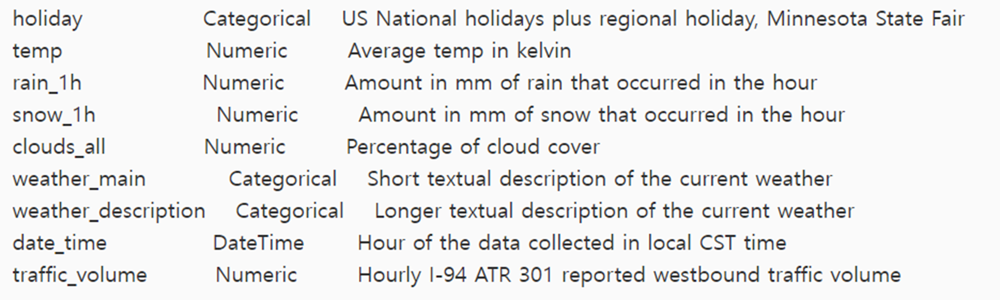 holiday Categorical US National holidays plus regional holiday, Minnesota State Fair
temp Numeric Average temp in kelvin
rain_1h Numeric Amount in mm of rain that occurred in the hour
snow_1h Numeric Amount in mm of snow that occurred in the hour
clouds_all Numeric Percentage of cloud cover
weather_main Categorical Short textual description of the current weather
weather_description Categorical Longer textual description of the current weather
date_time DateTime Hour of the data collected in local CST time
traffic_volume Numeric Hourly I-94 ATR 301 reported westbound traffic volume